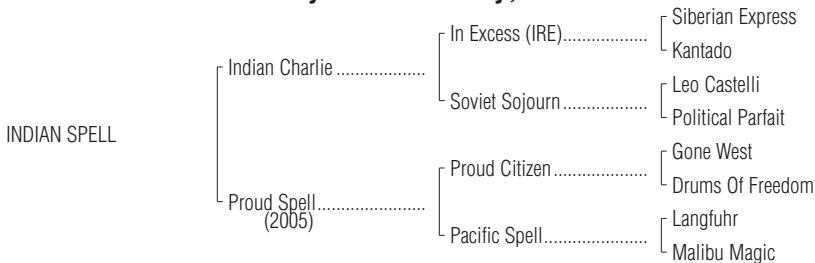 Siberian Express
In Excess (IRE)....................
Kantado
Indian Charlie ...................
Leo Castelli
Soviet Sojourn....................
Political Parfait
INDIAN SPELL
Gone West
Proud Citizen......................
Drums Of Freedom
Proud Spell........................
(2005)
Langfuhr
Pacific Spell........................
Malibu Magic